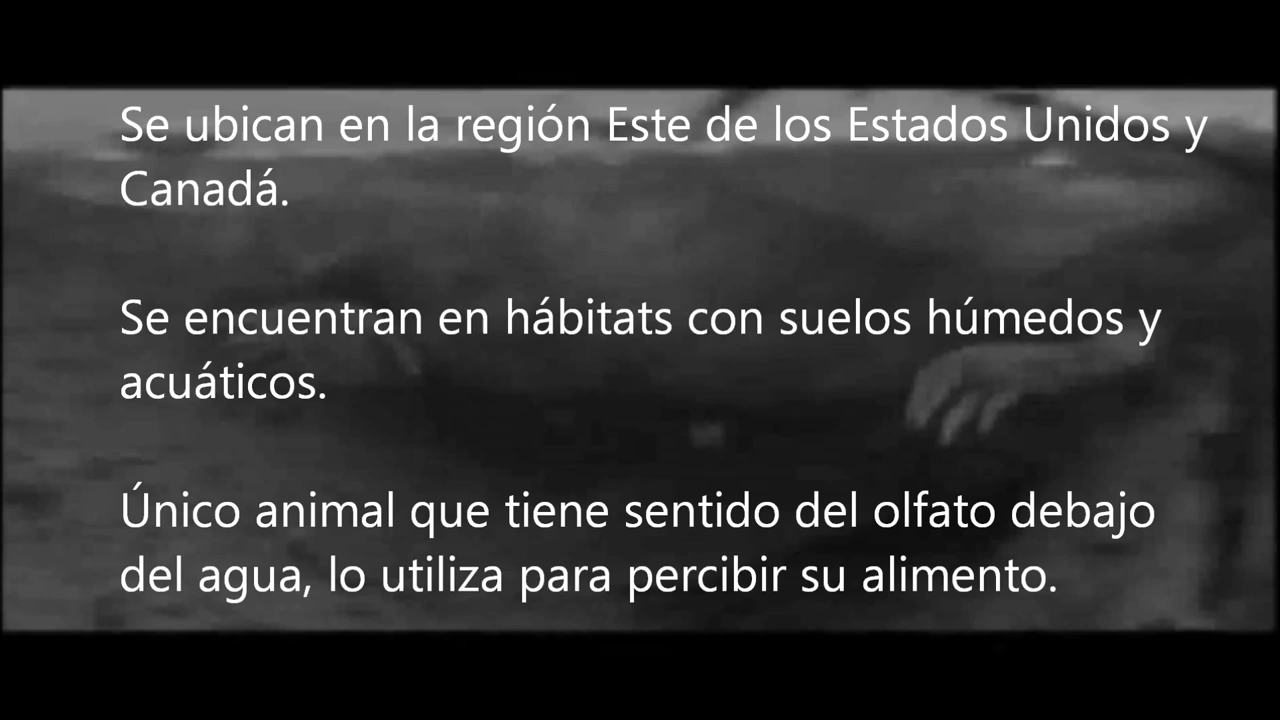 Se ubican en la región Este de los Estados Unidos y
Canadá.
Se encuentran en hábitats con suelos húmedos y
acuáticos.
Único animal que tiene sentido del olfato debajo
del agua, lo utiliza para percibir su alimento.